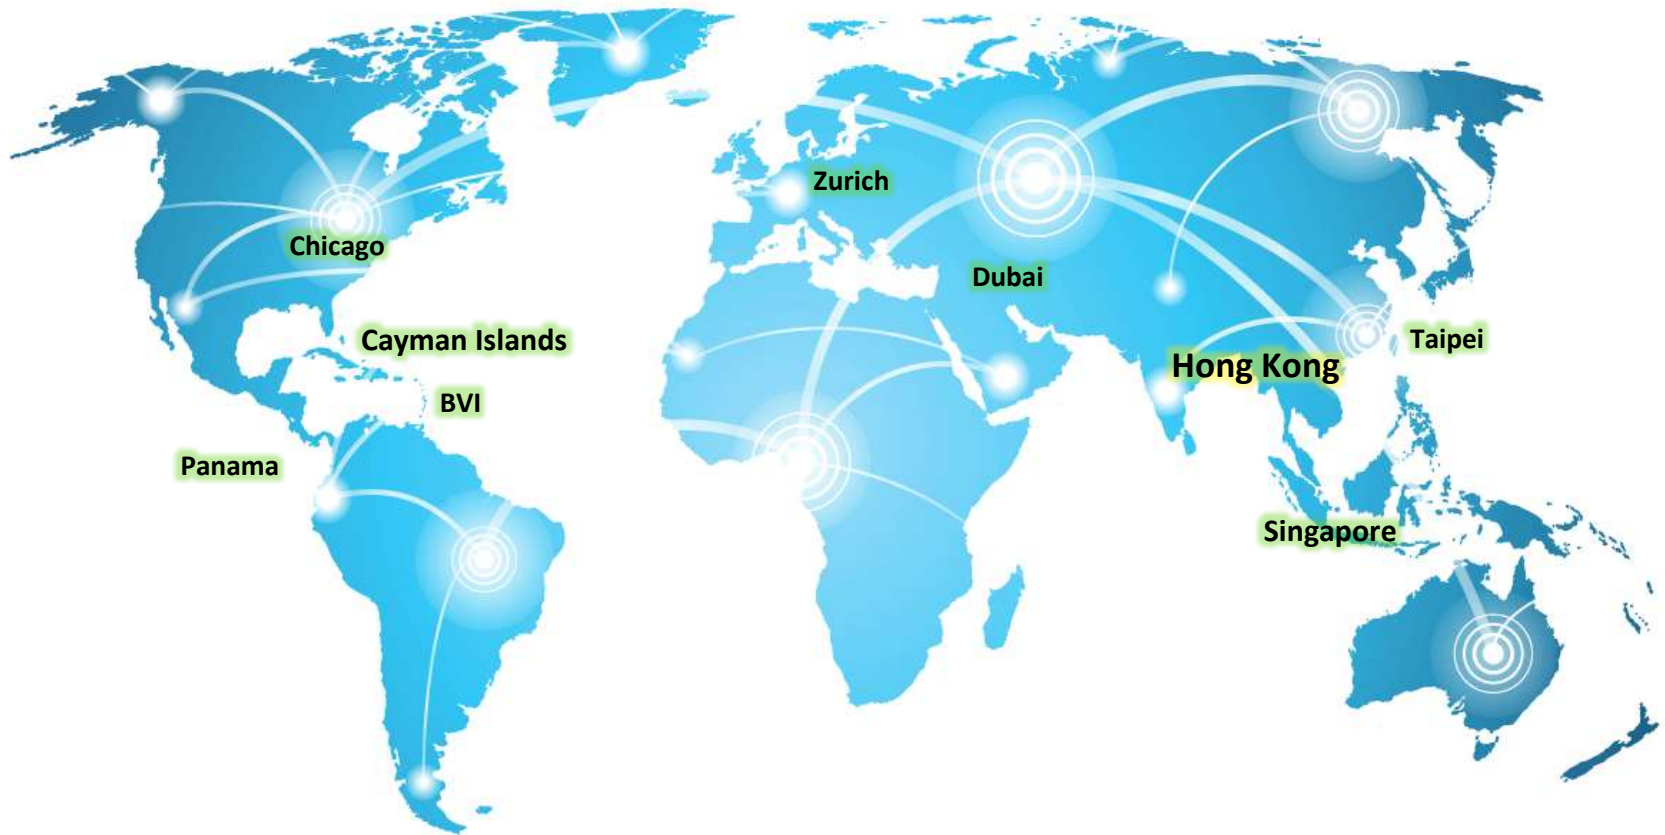 Zurich
Chicago
Dubai
Cayman Islands
Taipei
Hong Kong
BVI
Panama
Singapore